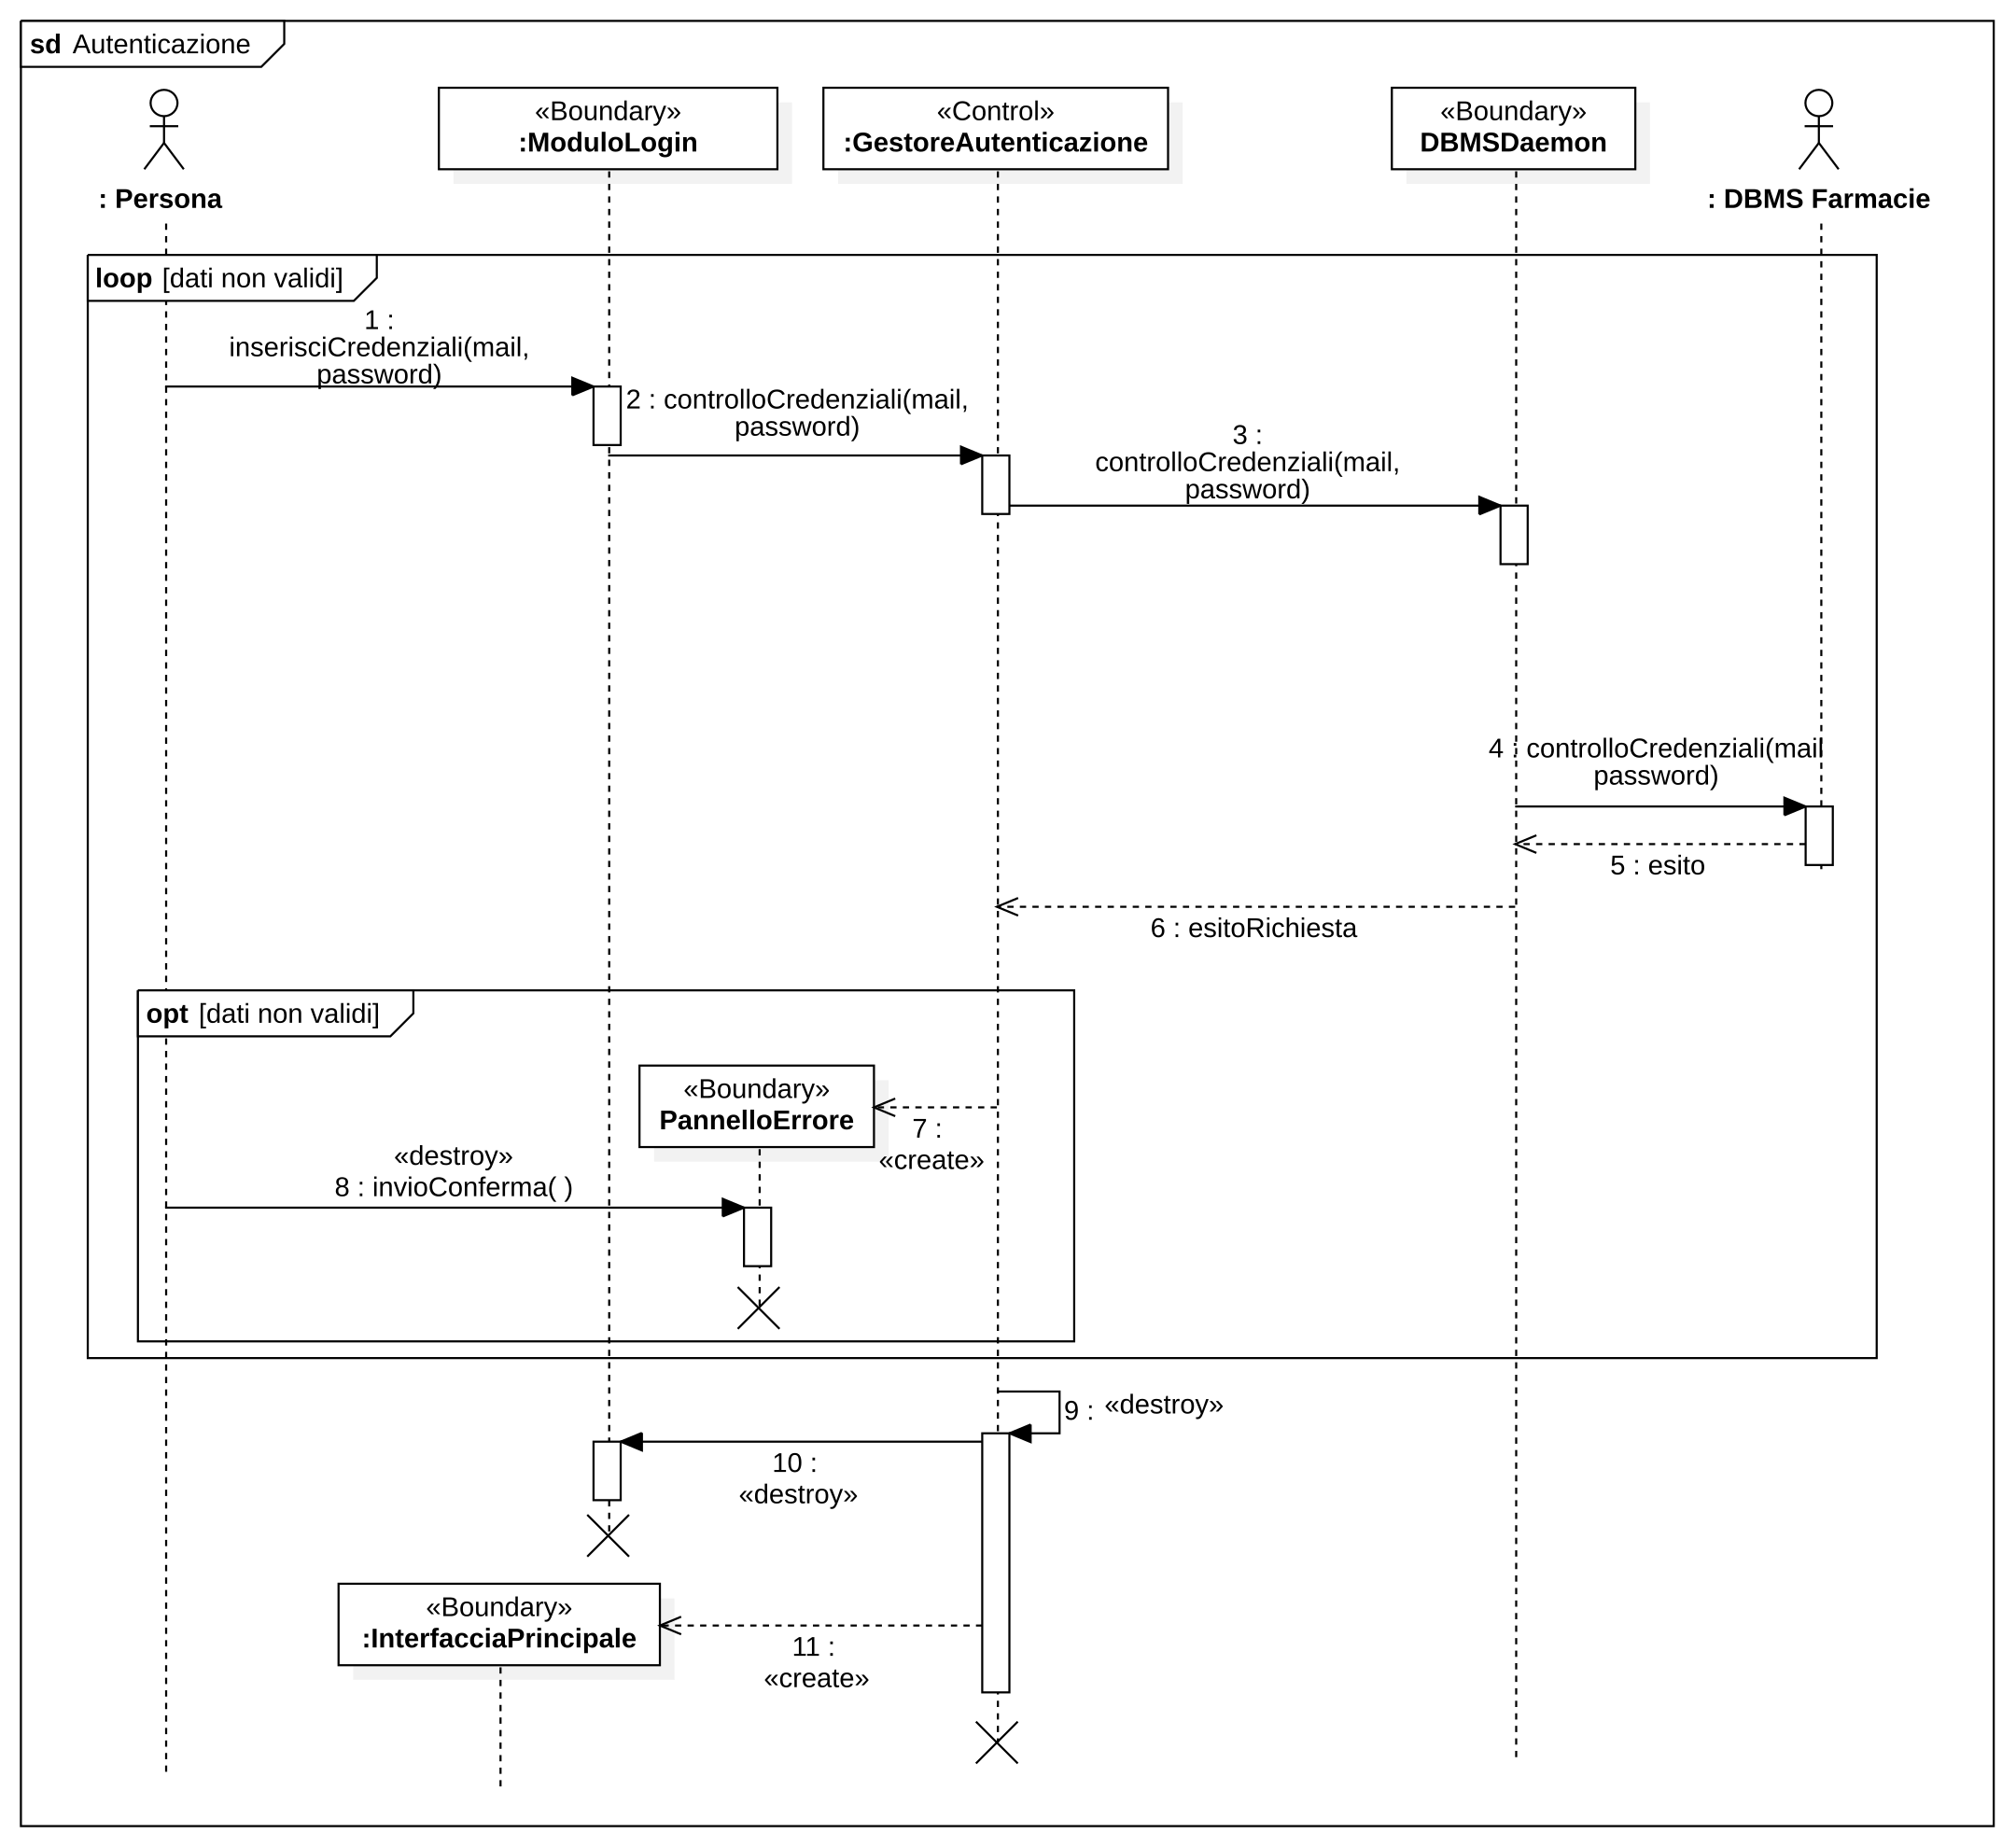 sd Autenticazione
: Persona
«Boundary»
:ModuloLogin
«Control»
:GestoreAutenticazione
«Boundary»
DBMSDaemon
: DBMS Farmacie
loop [dati non validi]
1 :
inserisciCredenziali(mail,
password)
2 : controlloCredenziali(mail,
password)
3 :
controlloCredenziali(mail,
password)
4 : controlloCredenziali(mail
password)
5 : esito
6 : esitoRichiesta
opt [dati non validi]
«Boundary»
PannelloErrore
7 :
«create»
«destroy»
8 : invioConferma( )
9 : «destroy»
10 :
«destroy»
«Boundary»
:InterfacciaPrincipale
11 :
«create»